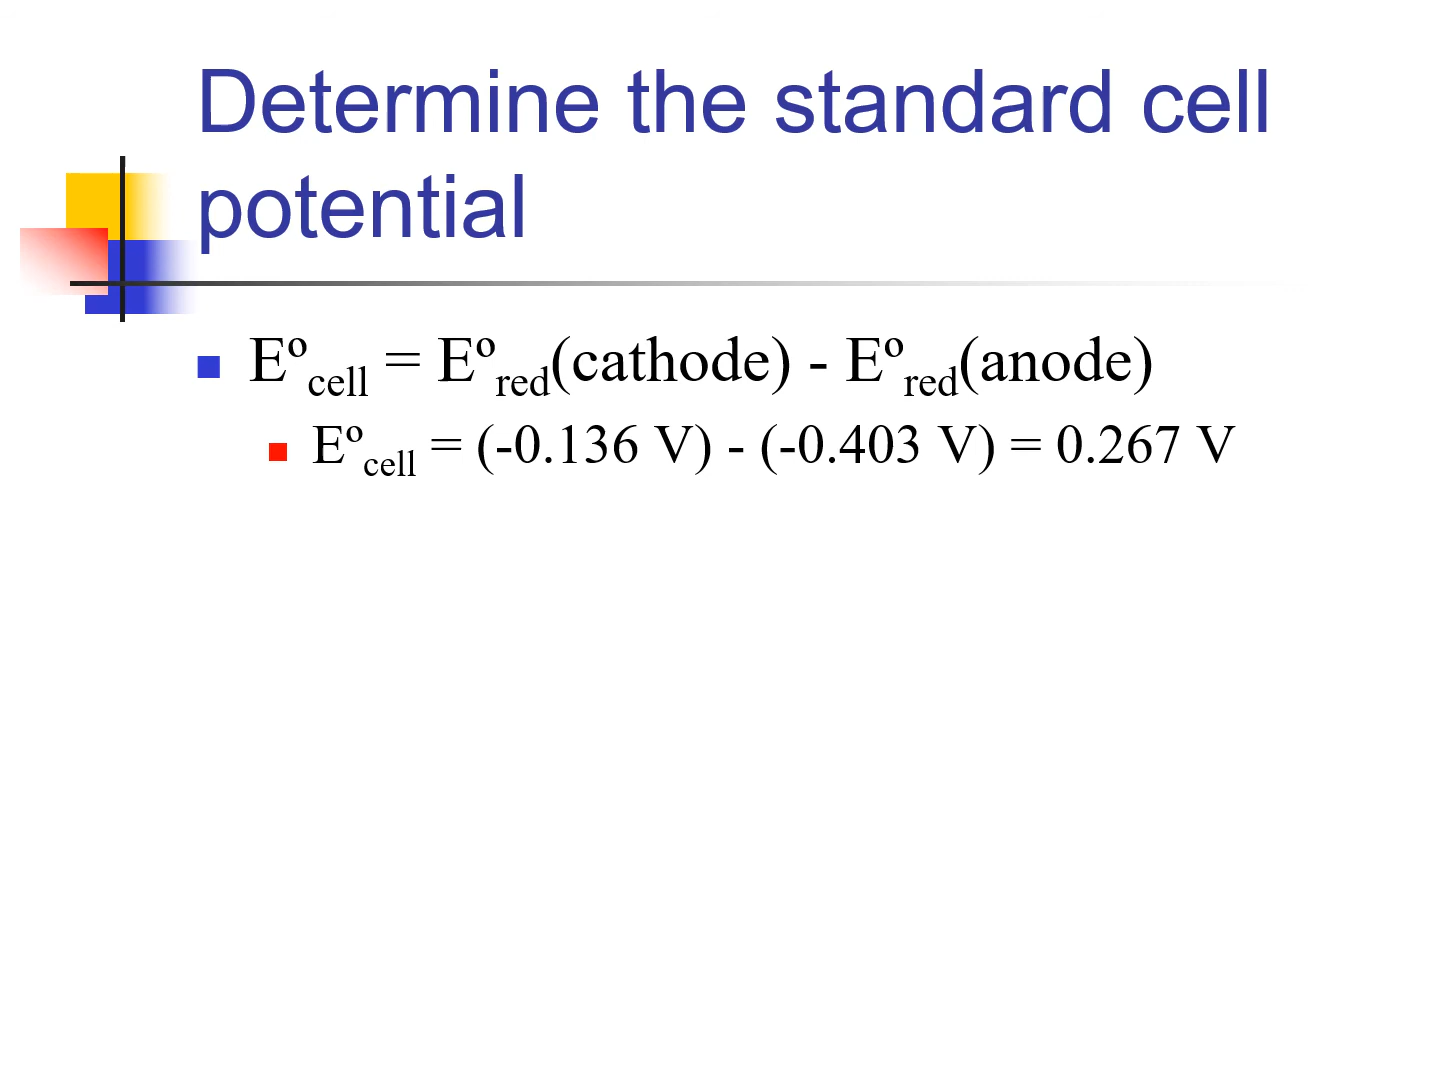 Determine the standard cell
potential
Eºcell = Eºred(cathode) - Eºred(anode)
Eºcell = (-0.136 V) - (-0.403 V) = 0.267 V